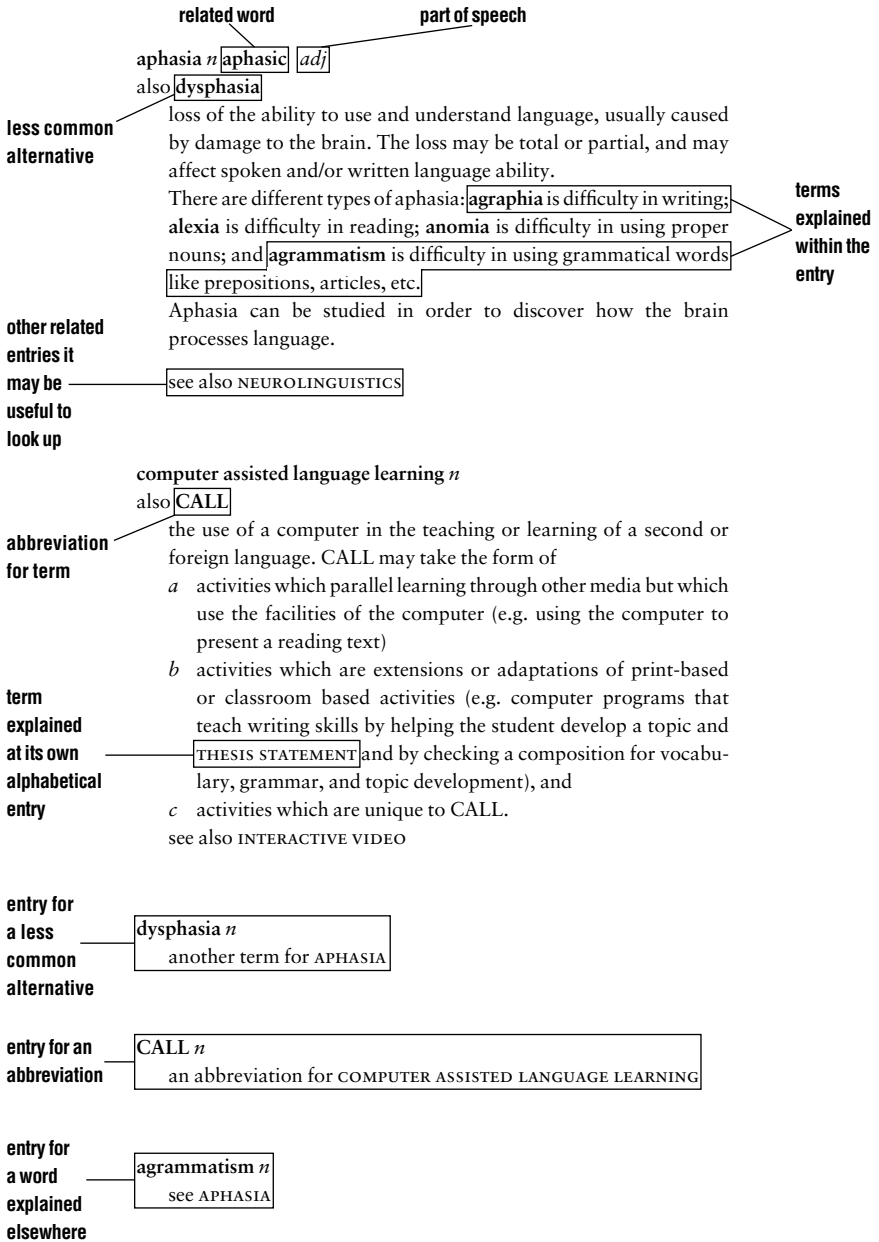 related word
part of speech
aphasia n aphasic adj
also dysphasia
less common
alternative
loss of the ability to use and understand language, usually caused
by damage to the brain. The loss may be total or partial, and may
affect spoken and/or written language ability.
There are different types of aphasia: agraphia is difficulty in writing;
alexia is difficulty in reading; anomia is difficulty in using proper
nouns; and agrammatism is difficulty in using grammatical words
like prepositions, articles, etc.
terms
explained
within the
entry
Aphasia can be studied in order to discover how the brain
processes language.
other related
entries it
may be
useful to
look up
see also NEUROLINGUISTICS
computer assisted language learning n
also CALL
abbreviation
for term
the use of a computer in the teaching or learning of a second or
foreign language. CALL may take the form of
a activities which parallel learning through other media but which
use the facilities of the computer (e.g. using the computer to
present a reading text)
b activities which are extensions or adaptations of print-based
or classroom based activities (e.g. computer programs that
teach writing skills by helping the student develop a topic and
THESIS STATEMENT and by checking a composition for vocabu-
lary, grammar, and topic development), and
c activities which are unique to CALL.
see also INTERACTIVE VIDEO
term
explained
at its own
alphabetical
entry
entry for
a less
common
alternative
dysphasia n
another term for APHASIA
entry for an
abbreviation
CALL n
an abbreviation for COMPUTER ASSISTED LANGUAGE LEARNING
entry for
a word
explained
elsewhere
agrammatism n
see APHASIA